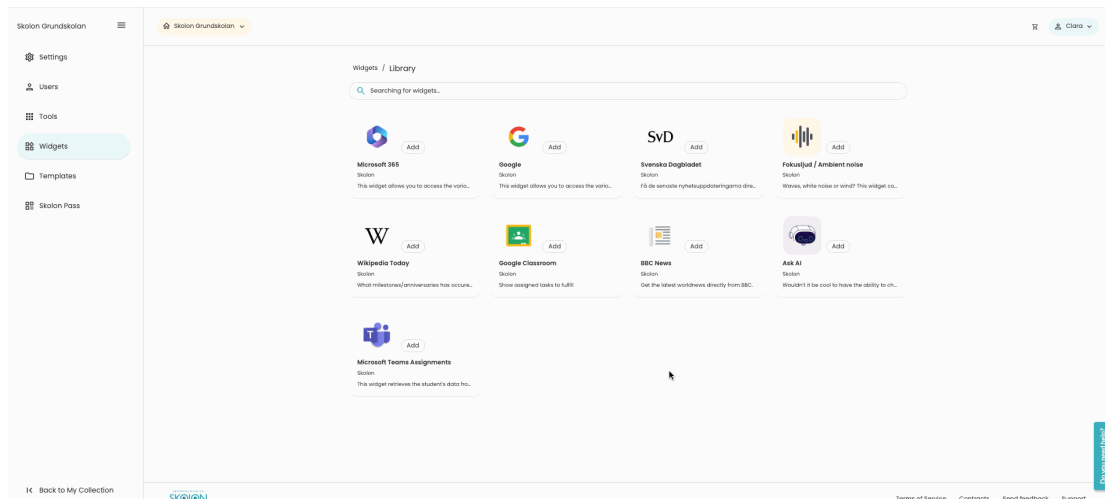 Skolon Grundskolan
Skolon Grundskolan
Clara
Settings
Users
Tools
Widgets
Templates
Skolon Pass
Back to My Collection
Widgets / Library
Searching for widgets..
Add
Microsoft 365
Skolon
This widget allows you to access the vario...
Add
Google
Skolon
This widget allows you to access the vario...
SvD
Add
Svenska Dagbladet
Skolon
Få de senaste nyhetsuppdateringarna dire...
Add
Fokusljud / Ambient noise
Skolon
Waves, white noise or wind? This widget co...
W
Add
Wikipedia Today
Skolon
What milestones/anniversaries has occure...
Add
Google Classroom
Skolon
Show assigned tasks to fulfill
Add
BBC News
Skolon
Get the latest worldnews directly from BBC.
Add
Ask AI
Skolon
Wouldn't it be cool to have the ability to ch...
T
Add
Microsoft Teams Assignments
Skolon
This widget retrieves the student's data fro...
Do you need help?
SKOLON
Terms of Service Contracts Send feedback Support